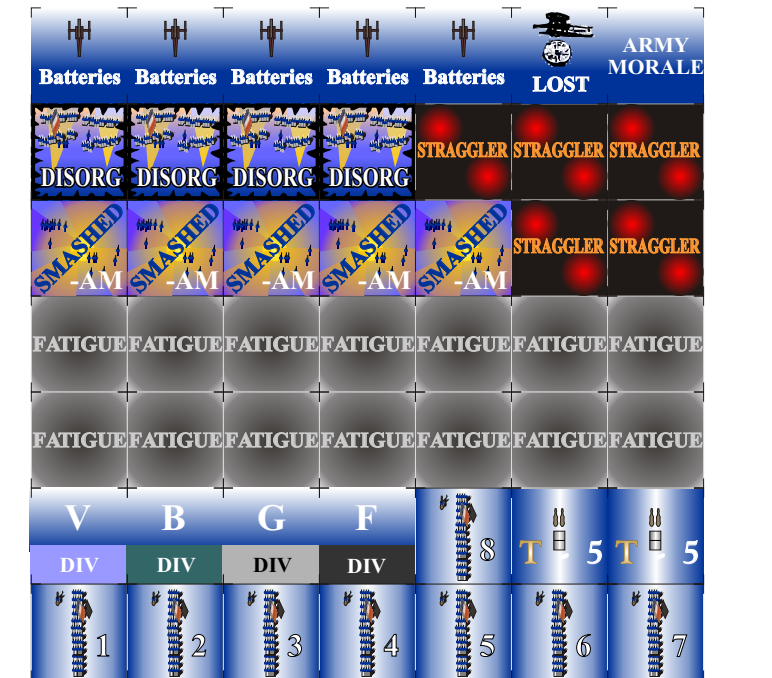 Batteries Batteries Batteries Batteries Batteries LOST ARMY
MORALE
DISORG DISORG DISORG DISORG STRAGGLER STRAGGLER STRAGGLER
SMASHED SMASHED SMASHED SMASHED SMASHED STRAGGLER STRAGGLER
-AM -AM -AM -AM -AM
FATIGUE FATIGUE FATIGUE FATIGUE FATIGUE FATIGUE FATIGUE
FATIGUE FATIGUE FATIGUE FATIGUE FATIGUE FATIGUE FATIGUE
V B G F 8 T 5 T 5
DIV DIV DIV DIV
1 2 3 4 5 6 7